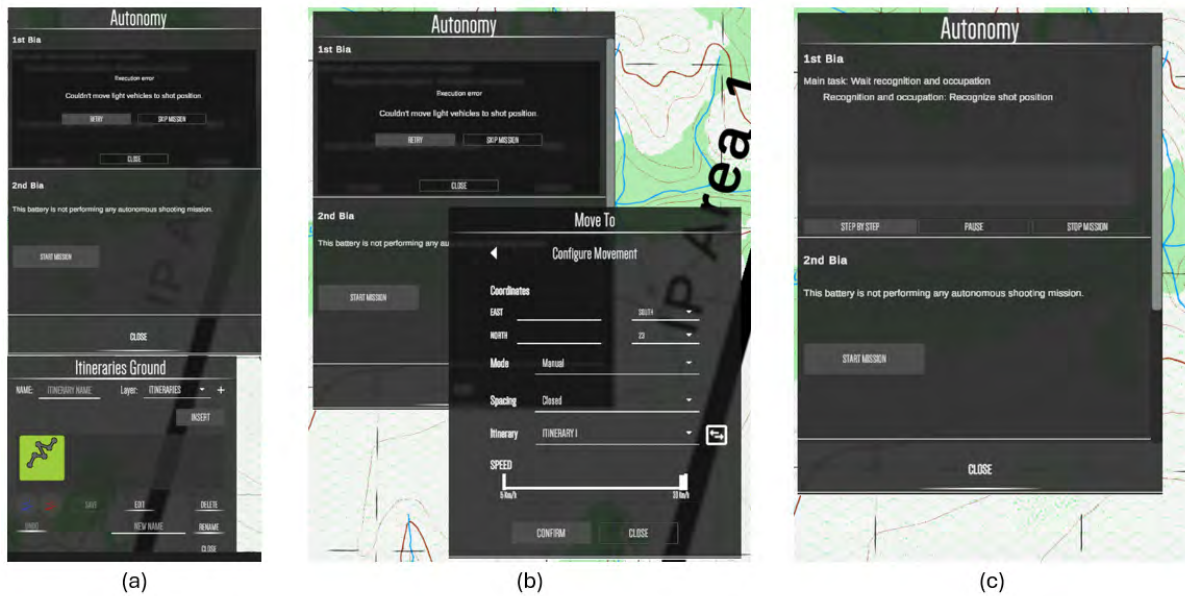 Autonomy
1st Bia
Execution error
Couldn't move light vehicles to shot position.
RETRY SKIP MISSION
CLOSE
2nd Bia
This battery is not performing any autonomous shooting mission.
START MISSION
CLOSE
Itineraries Ground
NAME: ITINERARY NAME Layer: ITINERARIES +
INSERT
SAVE EDIT DELETE
UNDO NEW NAME RENAME
CLOSE
(a)
Autonomy
1st Bia
Execution error
Couldn't move light vehicles to shot position.
RETRY SKIP MISSION
CLOSE
2nd Bia
This battery is not performing any au
START MISSION
Move To
Configure Movement
Coordinates
EAST SOUTH
NORTH 23
Mode Manual
Spacing Closed
Itinerary ITINERARY I
SPEED
5 Km/h 30 Km/h
CONFIRM CLOSE
IP Area 1
(b)
Autonomy
1st Bia
Main task: Wait recognition and occupation
Recognition and occupation: Recognize shot position
STEP BY STEP PAUSE STOP MISSION
2nd Bia
This battery is not performing any autonomous shooting mission.
START MISSION
CLOSE
(c)